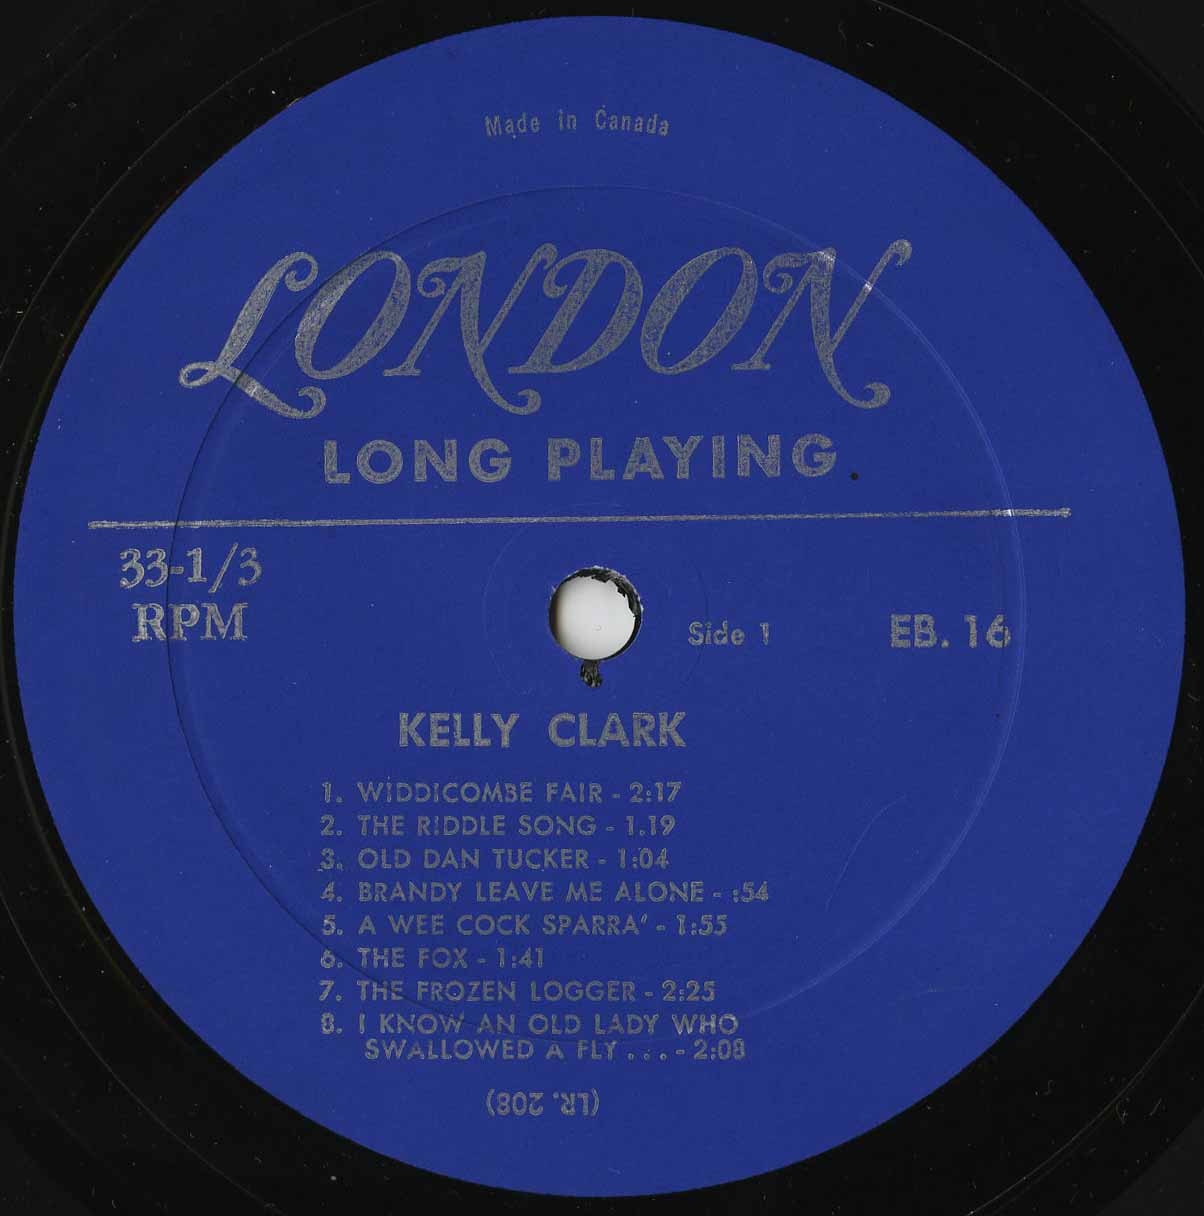 Made in Canada
LONDON
LONG PLAYING
33-1/3
RPM
Side 1
EB. 16
KELLY CLARK
1. WIDDICOMBE FAIR - 2:17
2. THE RIDDLE SONG - 1.19
3. OLD DAN TUCKER - 1:04
4. BRANDY LEAVE ME ALONE - :54
5. A WEE COCK SPARRA' - 1:55
6. THE FOX - 1:41
7. THE FROZEN LOGGER - 2:25
8. I KNOW AN OLD LADY WHO
SWALLOWED A FLY . . . - 2:08
(LR. 208)